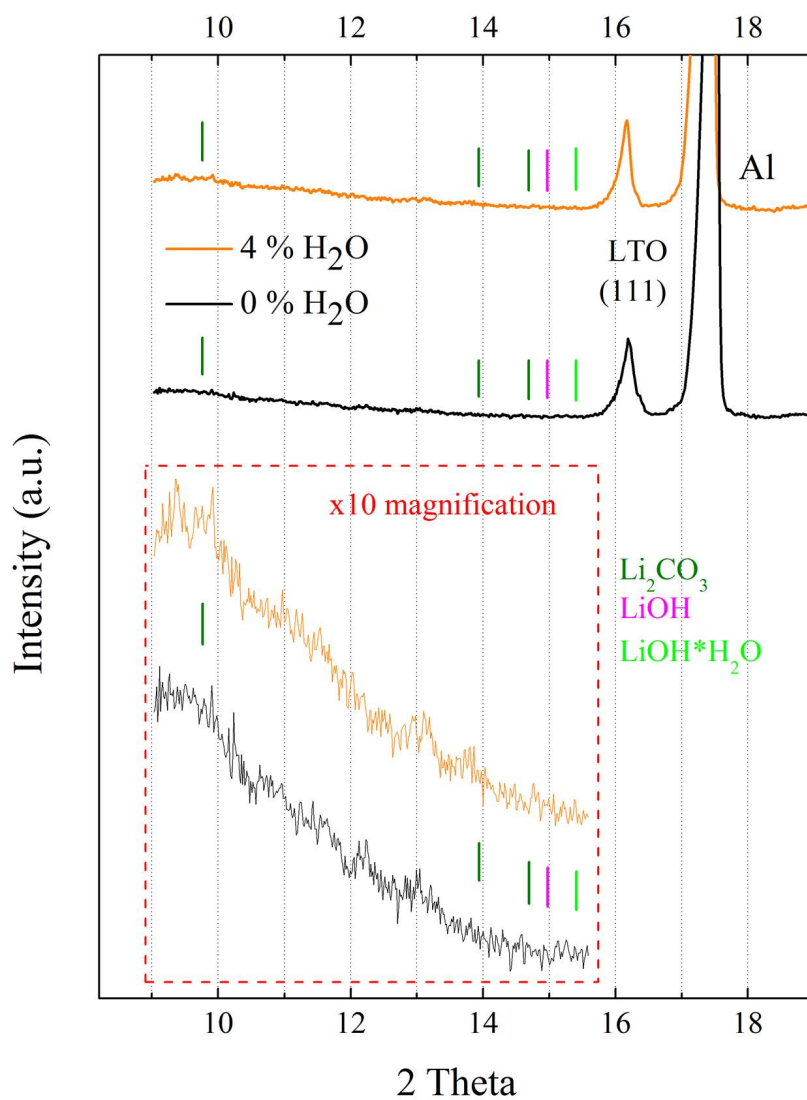 10 12 14 16 18
Al
4 % H₂O
0 % H₂O
LTO
(111)
x10 magnification
Li₂CO₃
LiOH
LiOH*H₂O
Intensity (a.u.)
10 12 14 16 18
2 Theta